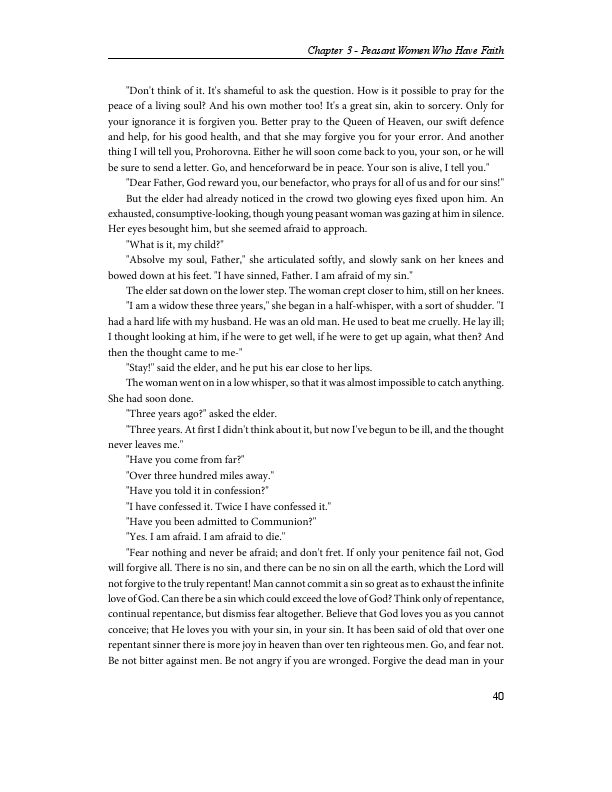 Chapter 3 - Peasant Women Who Have Faith
"Don't think of it. It's shameful to ask the question. How is it possible to pray for the
peace of a living soul? And his own mother too! It's a great sin, akin to sorcery. Only for
your ignorance it is forgiven you. Better pray to the Queen of Heaven, our swift defence
and help, for his good health, and that she may forgive you for your error. And another
thing I will tell you, Prohorovna. Either he will soon come back to you, your son, or he will
be sure to send a letter. Go, and henceforward be in peace. Your son is alive, I tell you."
"Dear Father, God reward you, our benefactor, who prays for all of us and for our sins!"
But the elder had already noticed in the crowd two glowing eyes fixed upon him. An
exhausted, consumptive-looking, though young peasant woman was gazing at him in silence.
Her eyes besought him, but she seemed afraid to approach.
"What is it, my child?"
"Absolve my soul, Father," she articulated softly, and slowly sank on her knees and
bowed down at his feet. "I have sinned, Father. I am afraid of my sin."
The elder sat down on the lower step. The woman crept closer to him, still on her knees.
"I am a widow these three years," she began in a half-whisper, with a sort of shudder. "I
had a hard life with my husband. He was an old man. He used to beat me cruelly. He lay ill;
I thought looking at him, if he were to get well, if he were to get up again, what then? And
then the thought came to me-"
"Stay!" said the elder, and he put his ear close to her lips.
The woman went on in a low whisper, so that it was almost impossible to catch anything.
She had soon done.
"Three years ago?" asked the elder.
"Three years. At first I didn't think about it, but now I've begun to be ill, and the thought
never leaves me."
"Have you come from far?"
"Over three hundred miles away."
"Have you told it in confession?"
"I have confessed it. Twice I have confessed it."
"Have you been admitted to Communion?"
"Yes. I am afraid. I am afraid to die."
"Fear nothing and never be afraid; and don't fret. If only your penitence fail not, God
will forgive all. There is no sin, and there can be no sin on all the earth, which the Lord will
not forgive to the truly repentant! Man cannot commit a sin so great as to exhaust the infinite
love of God. Can there be a sin which could exceed the love of God? Think only of repentance,
continual repentance, but dismiss fear altogether. Believe that God loves you as you cannot
conceive; that He loves you with your sin, in your sin. It has been said of old that over one
repentant sinner there is more joy in heaven than over ten righteous men. Go, and fear not.
Be not bitter against men. Be not angry if you are wronged. Forgive the dead man in your
40